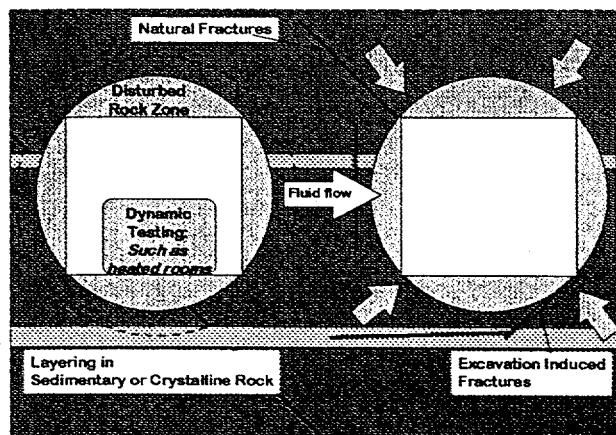 Natural Fractures
Disturbed
Rock Zone
Fluid flow
Dynamic
Testing:
Such as
heated rooms
Layering in
Sedimentary or Crystalline Rock
Excavation Induced
Fractures